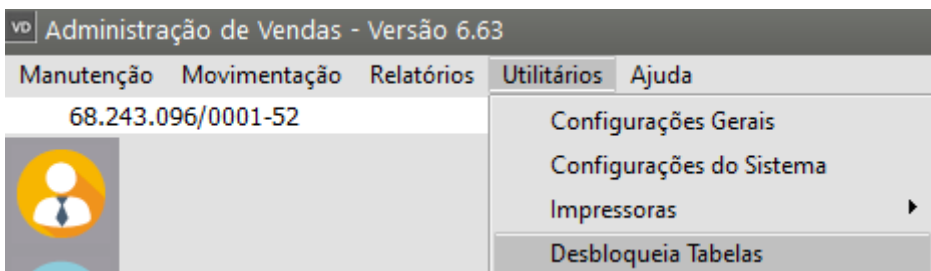 VD Administração de Vendas - Versão 6.63
Manutenção Movimentação Relatórios Utilitários Ajuda
68.243.096/0001-52
Configurações Gerais
Configurações do Sistema
Impressoras
Desbloqueia Tabelas